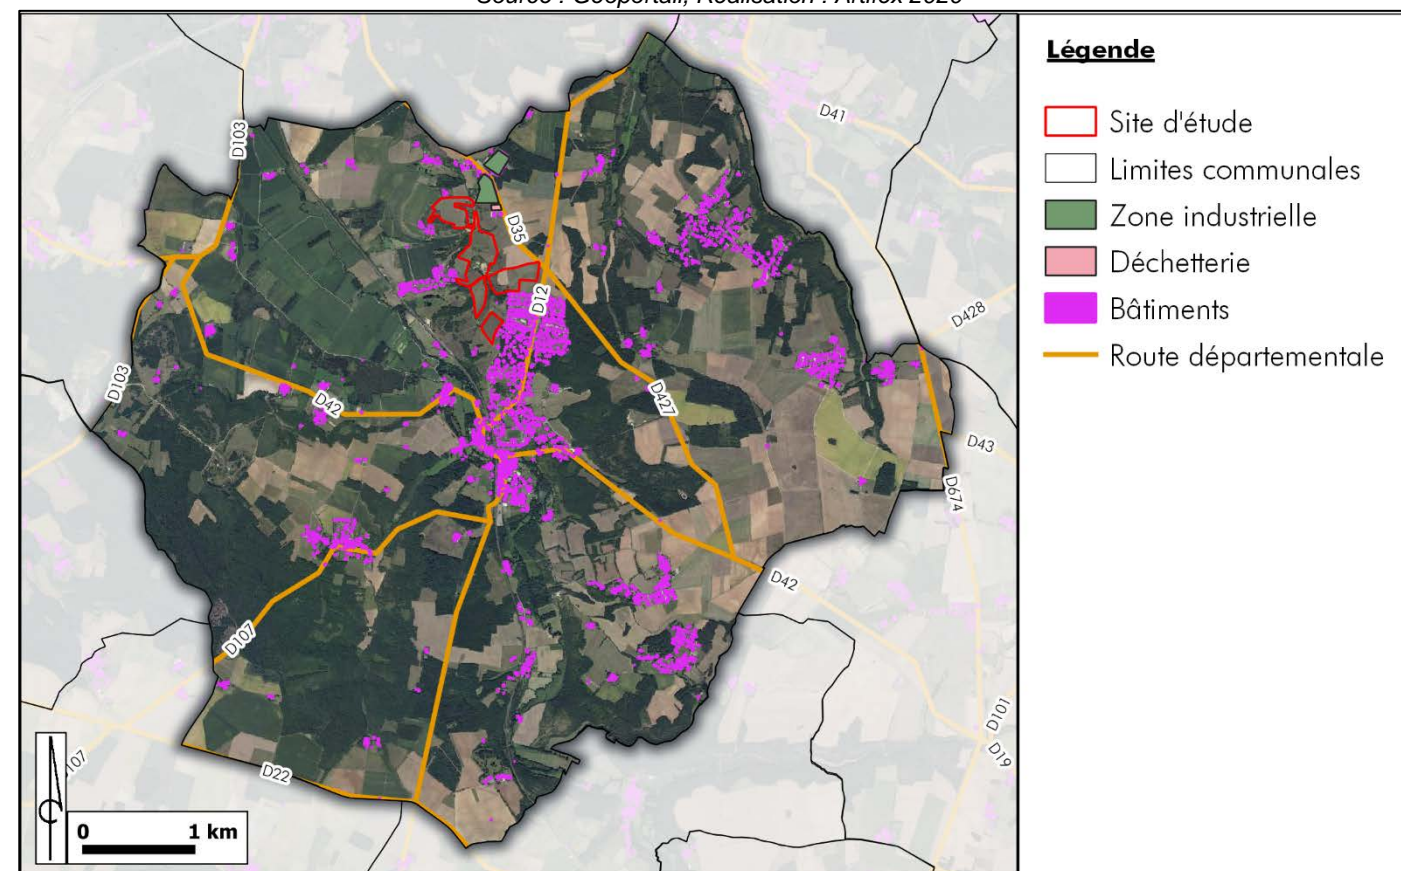 Source : Géoportail, Réalisation : Artifex 2020
Légende
Site d'étude
Limites communales
Zone industrielle
Déchetterie
Bâtiments
Route départementale
D41
D103
D35
D12
D428
D103
D42
D427
D43
D674
D42
D107
D101
D19
107
D22
0 1 km